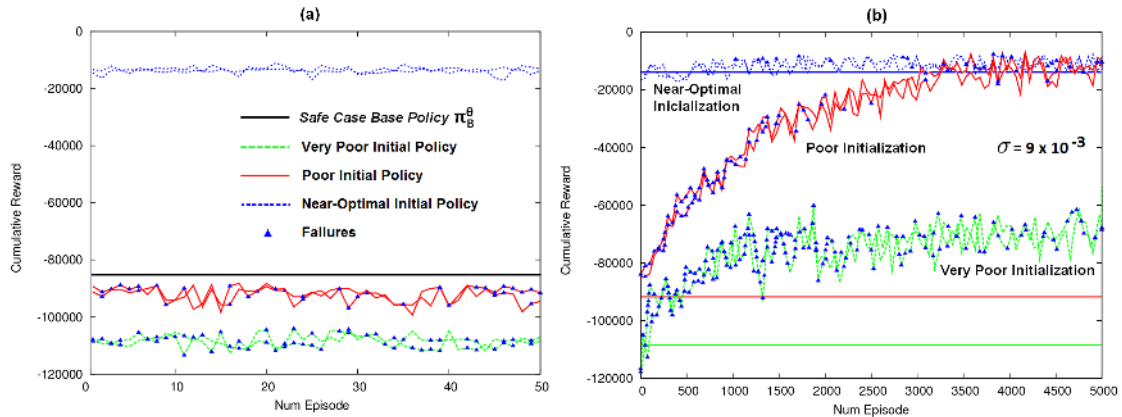 (a)
0
-20000
-40000
-60000
-80000
-100000
-120000
Cumulative Reward
Safe Case Base Policy π_B^θ
Very Poor Initial Policy
Poor Initial Policy
Near-Optimal Initial Policy
Failures
0
10
20
30
40
50
Num Episode
(b)
0
-20000
-40000
-60000
-80000
-100000
-120000
Cumulative Reward
Near-Optimal
Inicialization
Poor Initialization
σ = 9 x 10⁻³
Very Poor Initialization
0
500
1000
1500
2000
2500
3000
3500
4000
4500
5000
Num Episode